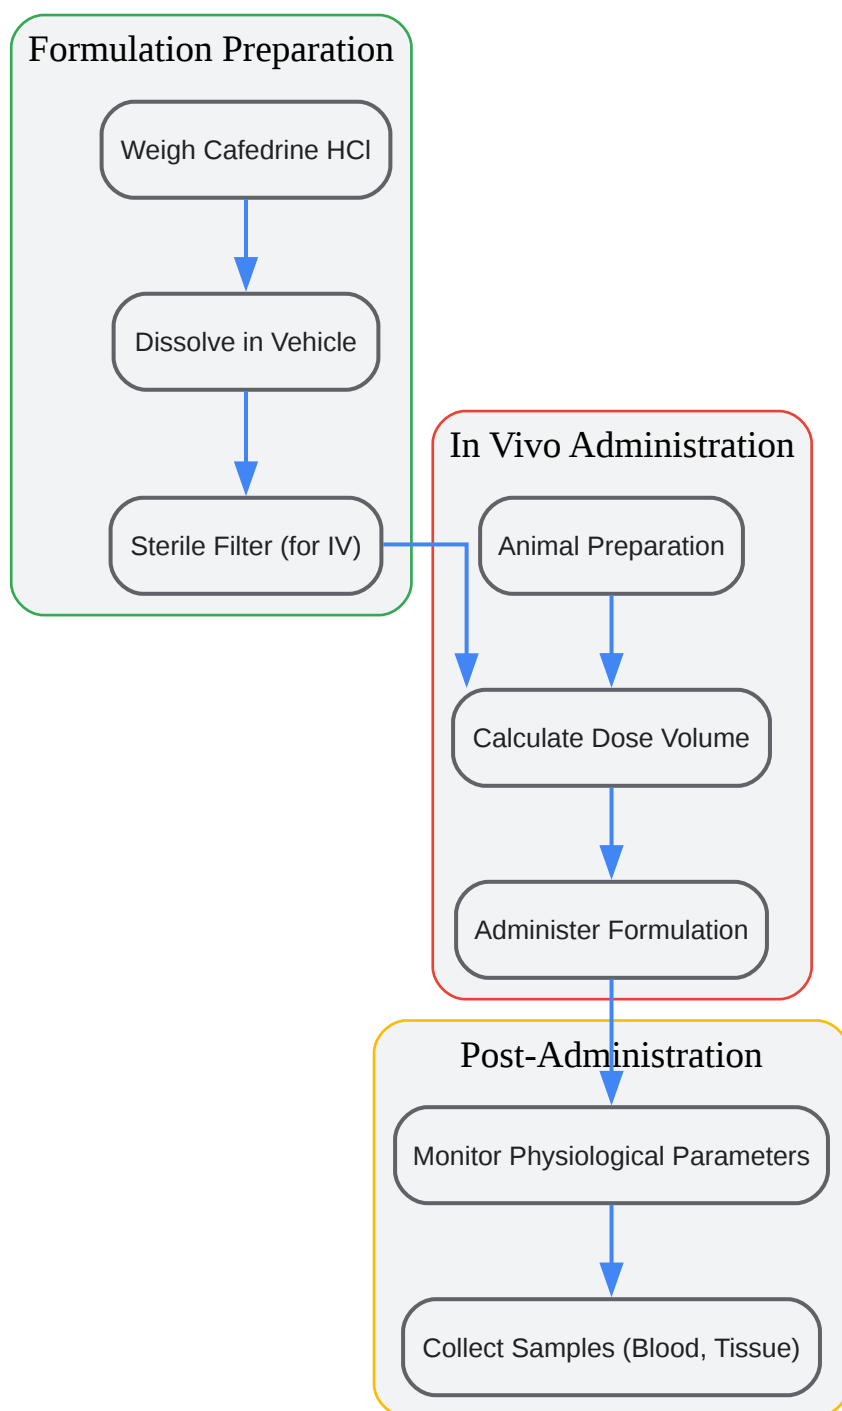 Formulation Preparation
Weigh Cafedrine HCl
Dissolve in Vehicle
Sterile Filter (for IV)
In Vivo Administration
Animal Preparation
Calculate Dose Volume
Administer Formulation
Post-Administration
Monitor Physiological Parameters
Collect Samples (Blood, Tissue)